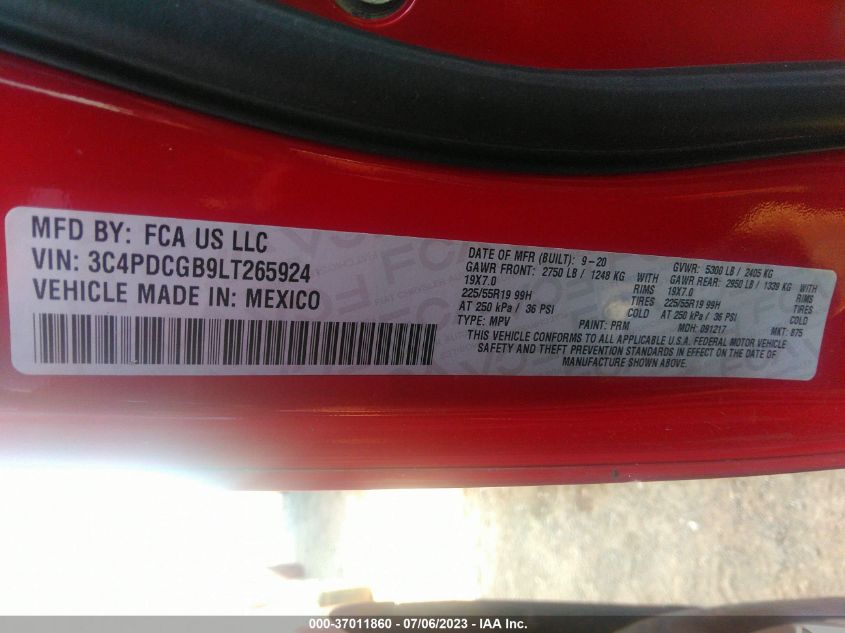 MFD BY: FCA US LLC
VIN: 3C4PDCGB9LT265924
VEHICLE MADE IN: MEXICO
DATE OF MFR (BUILT): 9-20 GVWR: 5300 LB / 2405 KG
GAWR FRONT: 2750 LB / 1248 KG WITH GAWR REAR: 2950 LB / 1339 KG WITH
19X7.0 RIMS 19X7.0 RIMS
225/55R19 99H TIRES 225/55R19 99H TIRES
AT 250 kPa / 36 PSI COLD AT 250 kPa / 36 PSI COLD
TYPE: MPV PAINT: PRM MDH: 091217 MKT: 875
THIS VEHICLE CONFORMS TO ALL APPLICABLE U.S.A. FEDERAL MOTOR VEHICLE
SAFETY AND THEFT PREVENTION STANDARDS IN EFFECT ON THE DATE OF
MANUFACTURE SHOWN ABOVE.
000-37011860 - 07/06/2023 - IAA Inc.